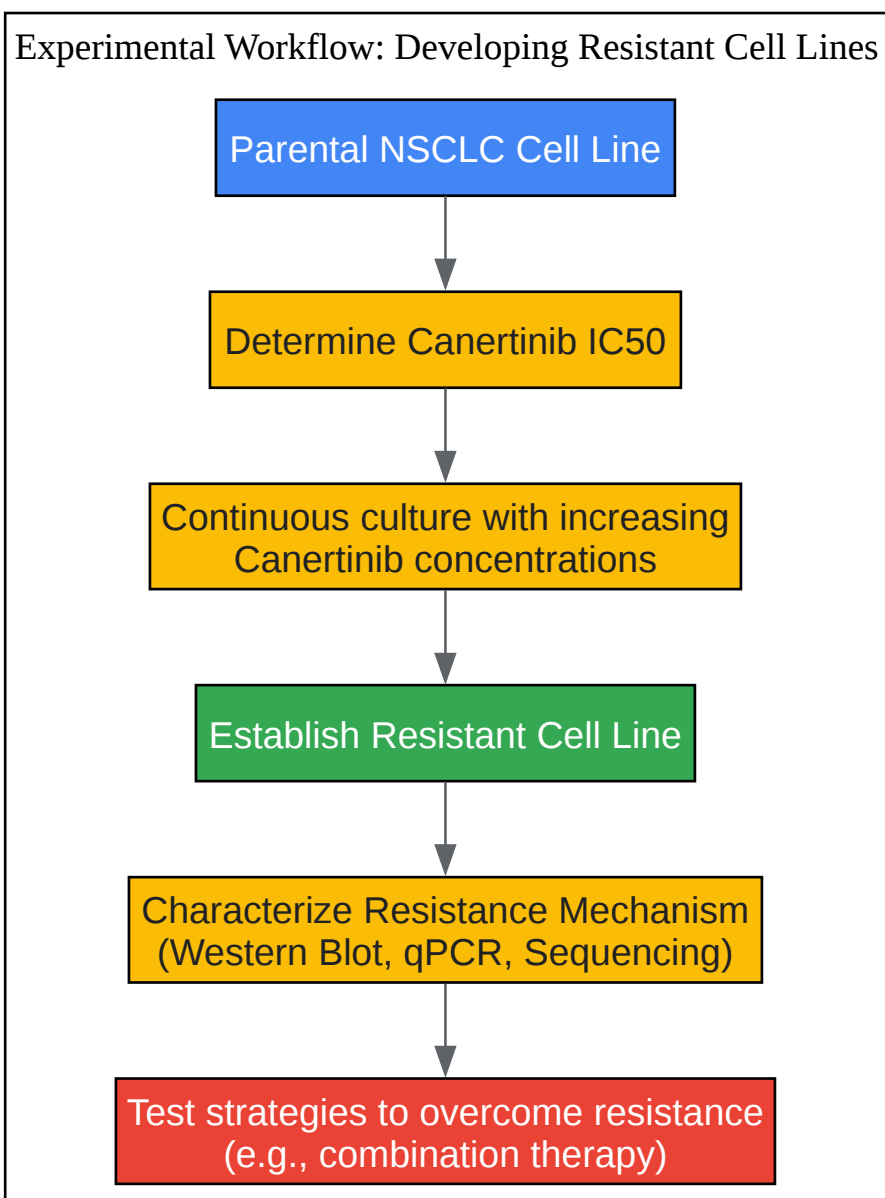 Experimental Workflow: Developing Resistant Cell Lines
Parental NSCLC Cell Line
Determine Canertinib IC50
Continuous culture with increasing
Canertinib concentrations
Establish Resistant Cell Line
Characterize Resistance Mechanism
(Western Blot, qPCR, Sequencing)
Test strategies to overcome resistance
(e.g., combination therapy)